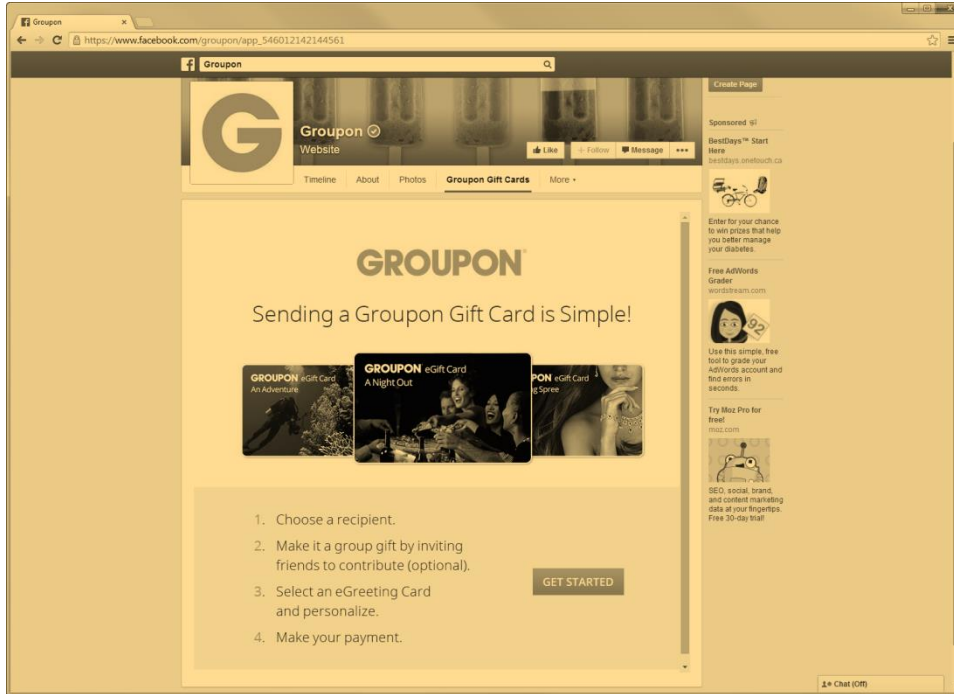 Groupon
https://www.facebook.com/groupon/app_546012142144561
Groupon
Create Page
G
Groupon
Website
Like
+ Follow
Message
Timeline
About
Photos
Groupon Gift Cards
More
GROUPON
Sending a Groupon Gift Card is Simple!
GROUPON eGift Card
An Adventure
GROUPON eGift Card
A Night Out
PON eGift Card
g Spree
1. Choose a recipient.
2. Make it a group gift by inviting
friends to contribute (optional).
3. Select an eGreeting Card
and personalize.
4. Make your payment.
GET STARTED
Sponsored
BestDays™ Start
Here
bestdays.onetouch.ca
Enter for your chance
to win prizes that help
you better manage
your diabetes.
Free AdWords
Grader
wordstream.com
92
Use this simple, free
tool to grade your
AdWords account and
find errors in
seconds.
Try Moz Pro for
free!
moz.com
SEO, social, brand,
and content marketing
data at your fingertips.
Free 30-day trial!
Chat (Off)